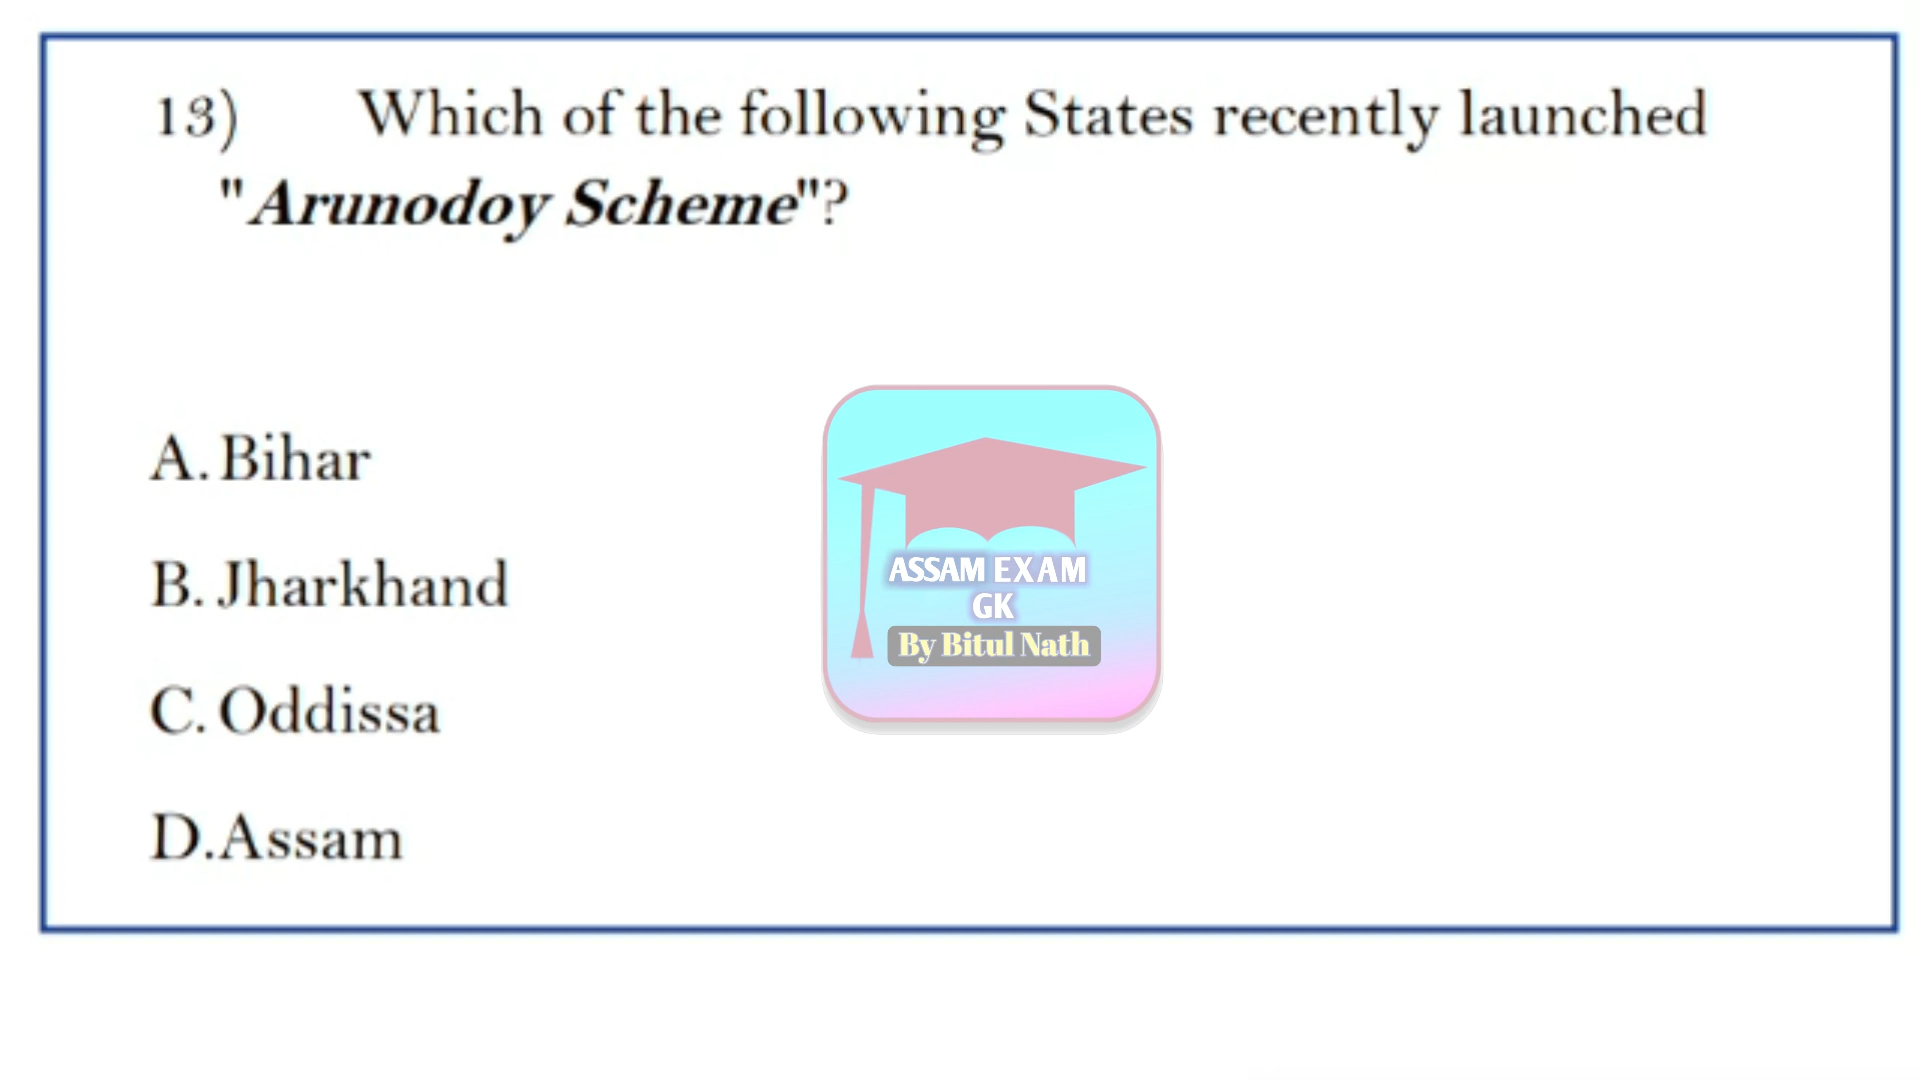 13) Which of the following States recently launched
"Arunodoy Scheme"?
A. Bihar
B. Jharkhand
C. Oddissa
D.Assam
ASSAM EXAM
GK
By Bitul Nath